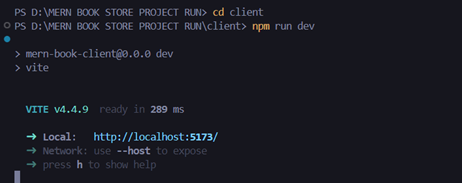 PS D:\MERN BOOK STORE PROJECT RUN> cd client
PS D:\MERN BOOK STORE PROJECT RUN\client> npm run dev
> mern-book-client@0.0.0 dev
> vite
VITE v4.4.9 ready in 289 ms
➜ Local: http://localhost:5173/
➜ Network: use --host to expose
➜ press h to show help